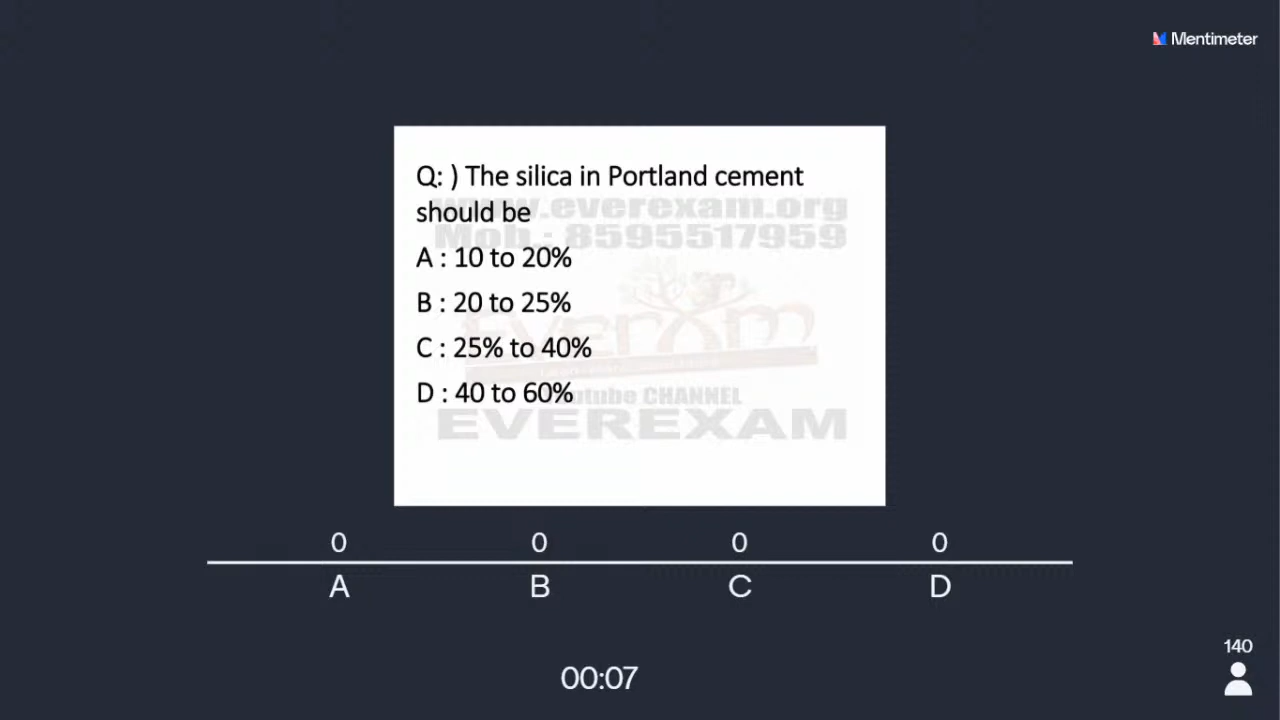 Mentimeter
Q: ) The silica in Portland cement
should be
www.everexam.org
Mob.: 8595517959
A : 10 to 20%
B : 20 to 25%
C : 25% to 40%
D : 40 to 60%
CHANNEL
EVEREXAM
0 0 0 0
A B C D
00:07
140